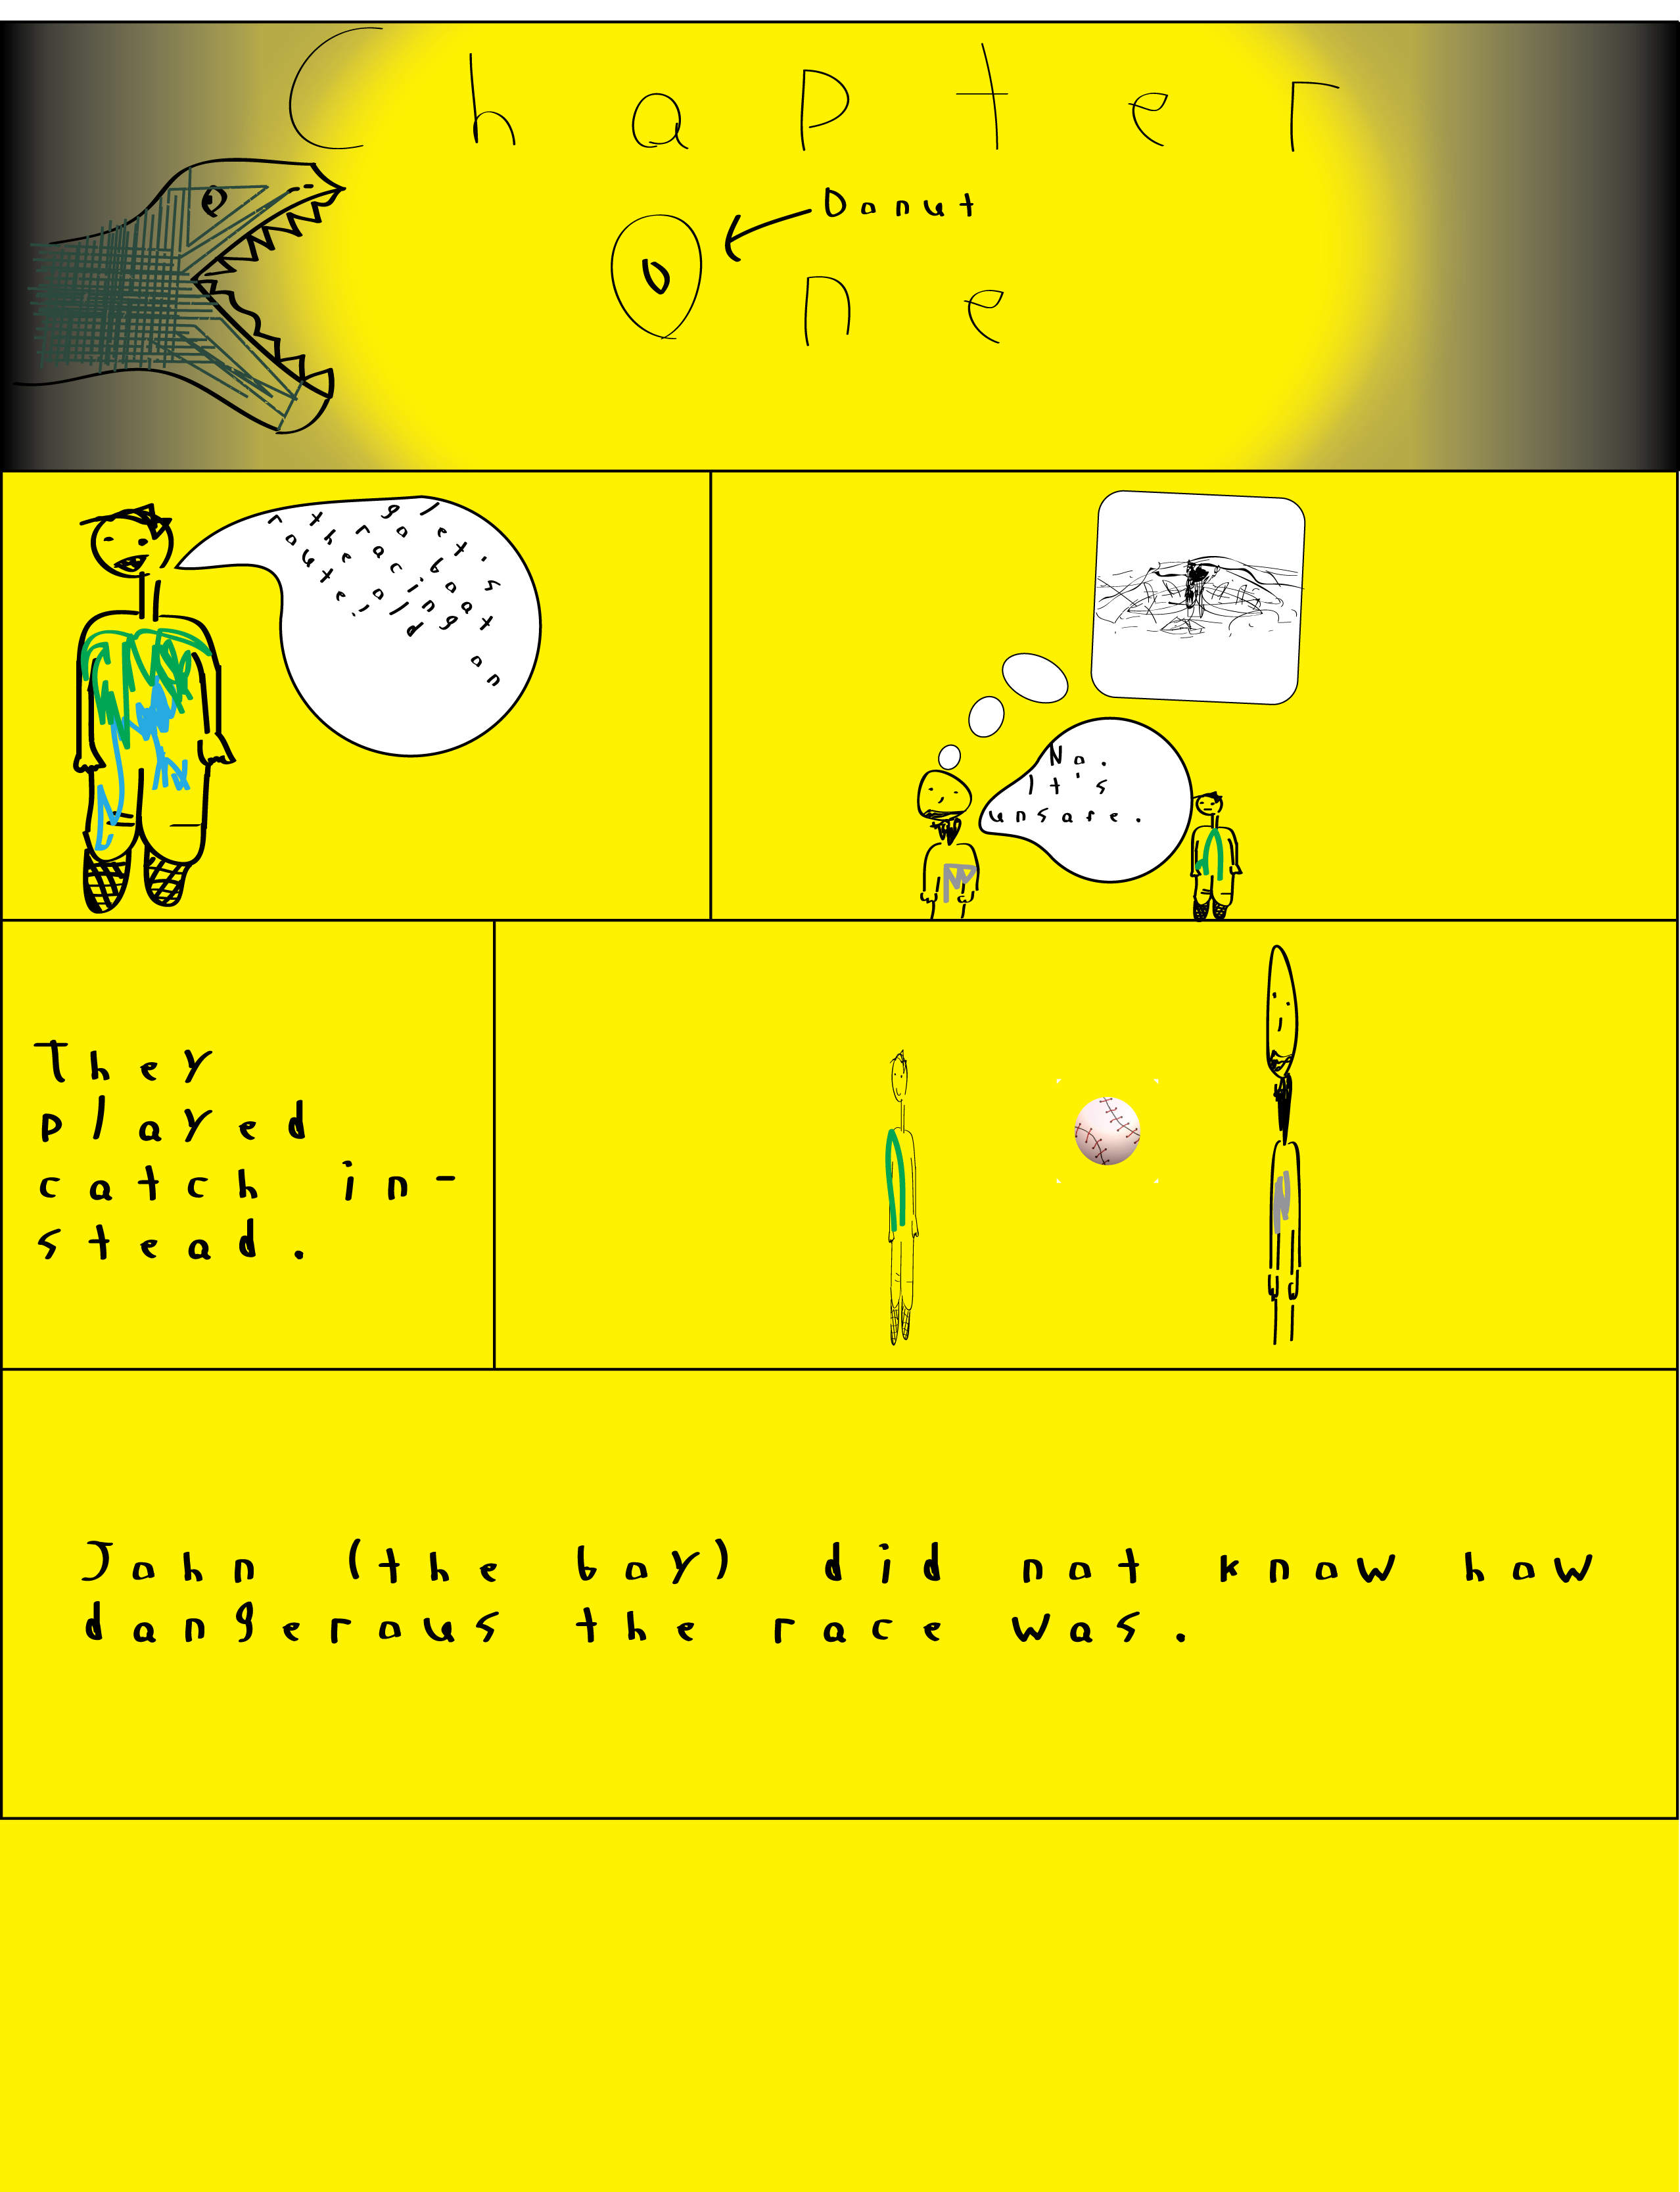 Chapter
Donut
One
let's
go boat
racing on
the old
route!
No.
It's
unsafe.
They
played
catch in-
stead.
John (the boy) did not know how
dangerous the race was.